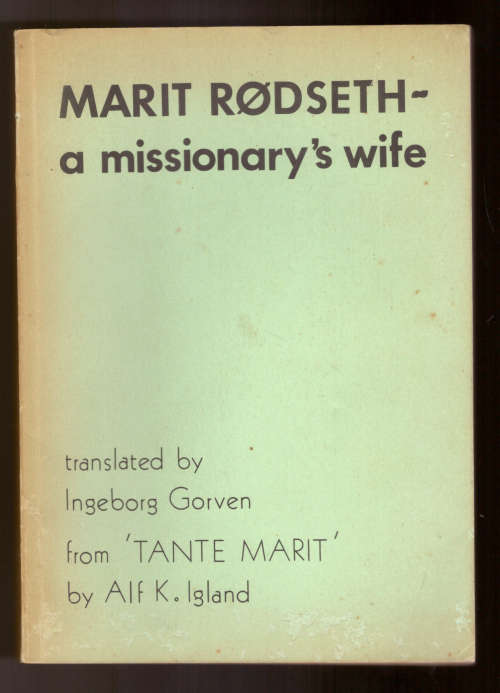 MARIT RØDSETH-
a missionary's wife
translated by
Ingeborg Gorven
from 'TANTE MARIT'
by Alf K. Igland